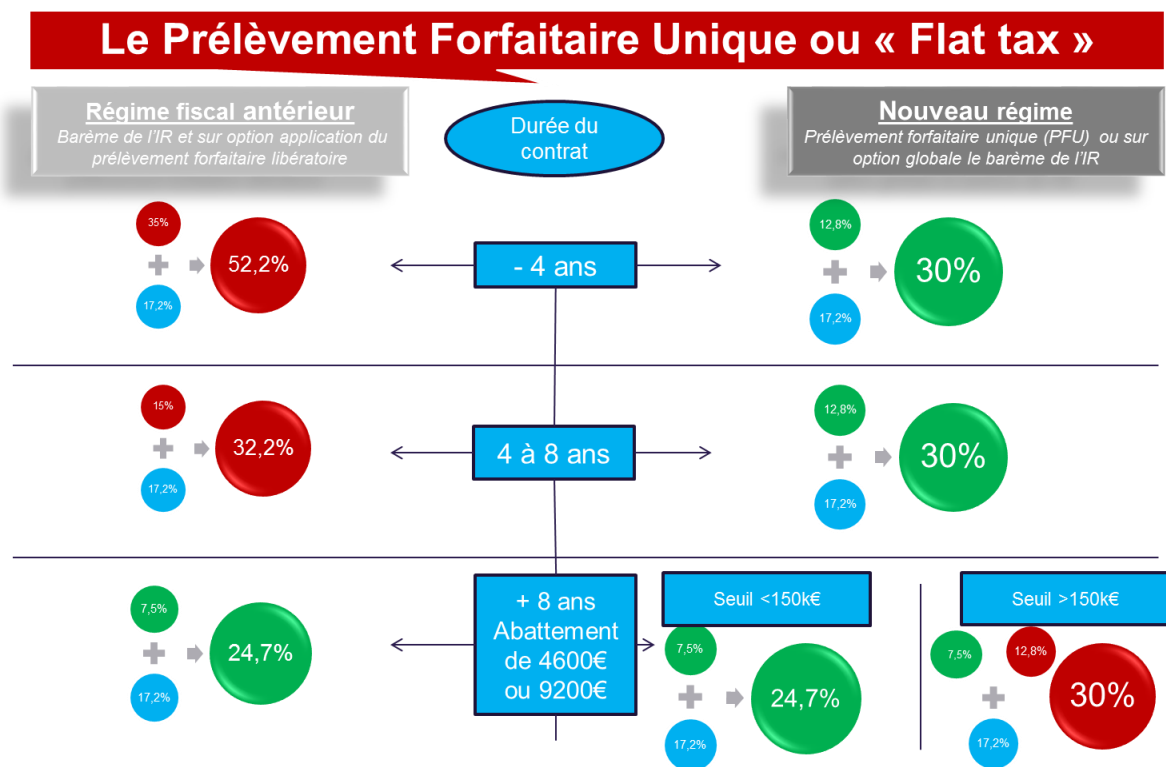 Le Prélèvement Forfaitaire Unique ou « Flat tax »
Régime fiscal antérieur
Barème de l'IR et sur option application du
prélèvement forfaitaire libératoire
Durée du
contrat
Nouveau régime
Prélèvement forfaitaire unique (PFU) ou sur
option globale le barème de l'IR
35%
52,2%
17,2%
- 4 ans
12,8%
30%
17,2%
15%
32,2%
17,2%
4 à 8 ans
12,8%
30%
17,2%
7,5%
24,7%
17,2%
+ 8 ans
Abattement
de 4600€
ou 9200€
Seuil <150k€
7,5%
24,7%
17,2%
Seuil >150k€
7,5%
12,8%
30%
17,2%